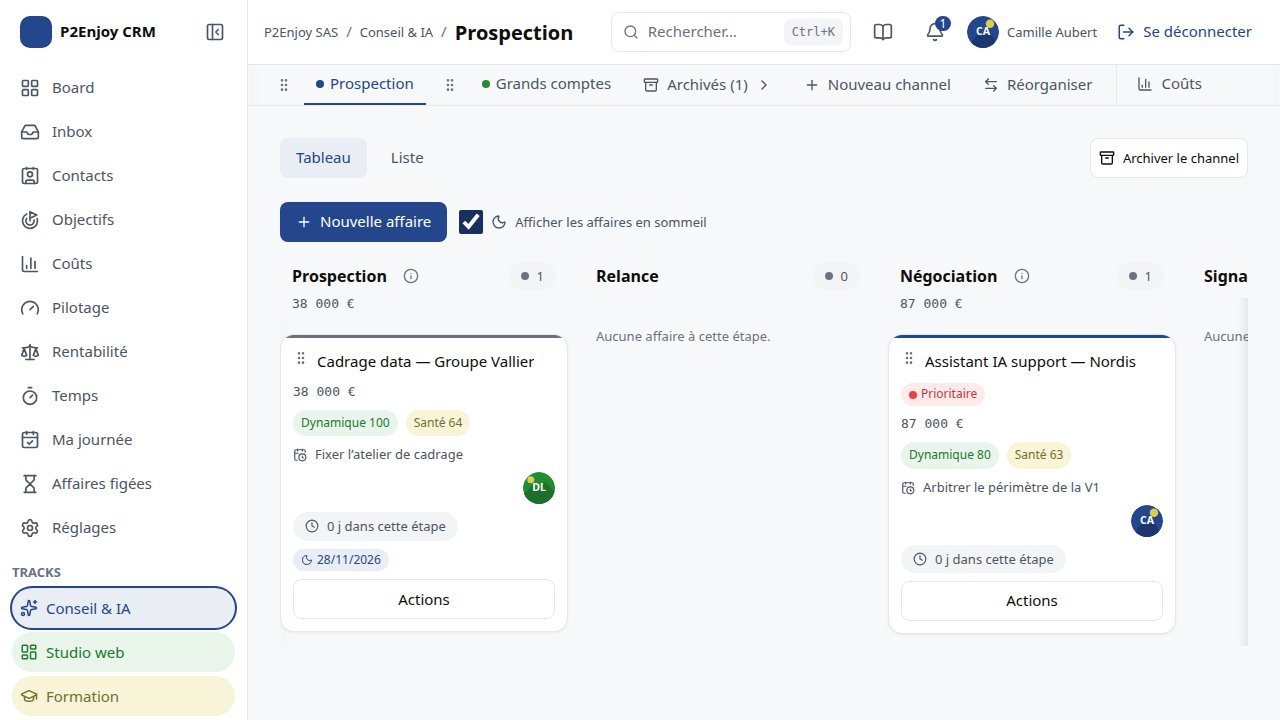 P2Enjoy CRM
Board
Inbox
Contacts
Objectifs
Coûts
Pilotage
Rentabilité
Temps
Ma journée
Affaires figées
Réglages
TRACKS
Conseil & IA
Studio web
Formation
P2Enjoy SAS / Conseil & IA / Prospection
Rechercher... Ctrl+K
1
CA Camille Aubert
Se déconnecter
Prospection
Grands comptes
Archivés (1)
Nouveau channel
Réorganiser
Coûts
Tableau
Liste
Archiver le channel
Nouvelle affaire
Afficher les affaires en sommeil
Prospection 1
38 000 €
Cadrage data — Groupe Vallier
38 000 €
Dynamique 100 Santé 64
Fixer l'atelier de cadrage
DL
0 j dans cette étape
28/11/2026
Actions
Relance 0
Aucune affaire à cette étape.
Négociation 1
87 000 €
Assistant IA support — Nordis
Prioritaire
87 000 €
Dynamique 80 Santé 63
Arbitrer le périmètre de la V1
CA
0 j dans cette étape
Actions
Signa
Aucune